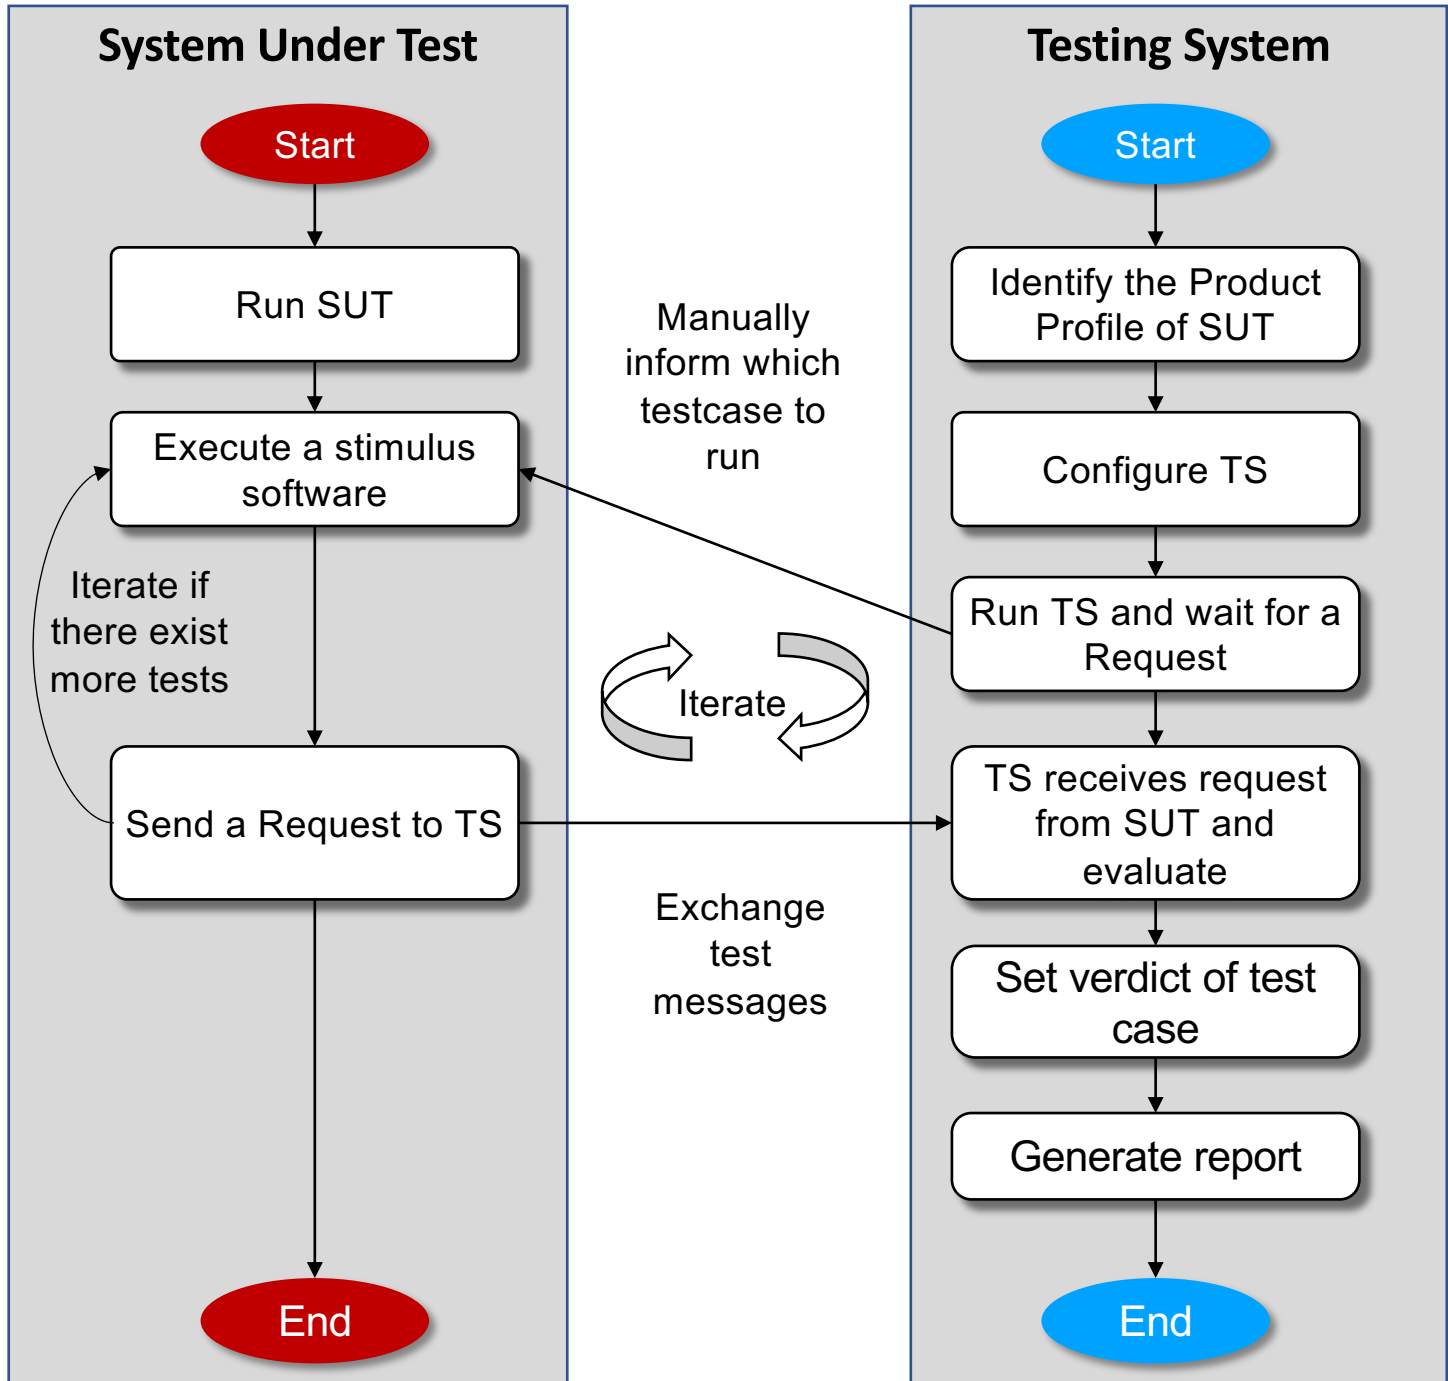 System Under Test
Start
Run SUT
Execute a stimulus
software
Iterate if
there exist
more tests
Send a Request to TS
End
Manually
inform which
testcase to
run
Iterate
Exchange
test
messages
Testing System
Start
Identify the Product
Profile of SUT
Configure TS
Run TS and wait for a
Request
TS receives request
from SUT and
evaluate
Set verdict of test
case
Generate report
End